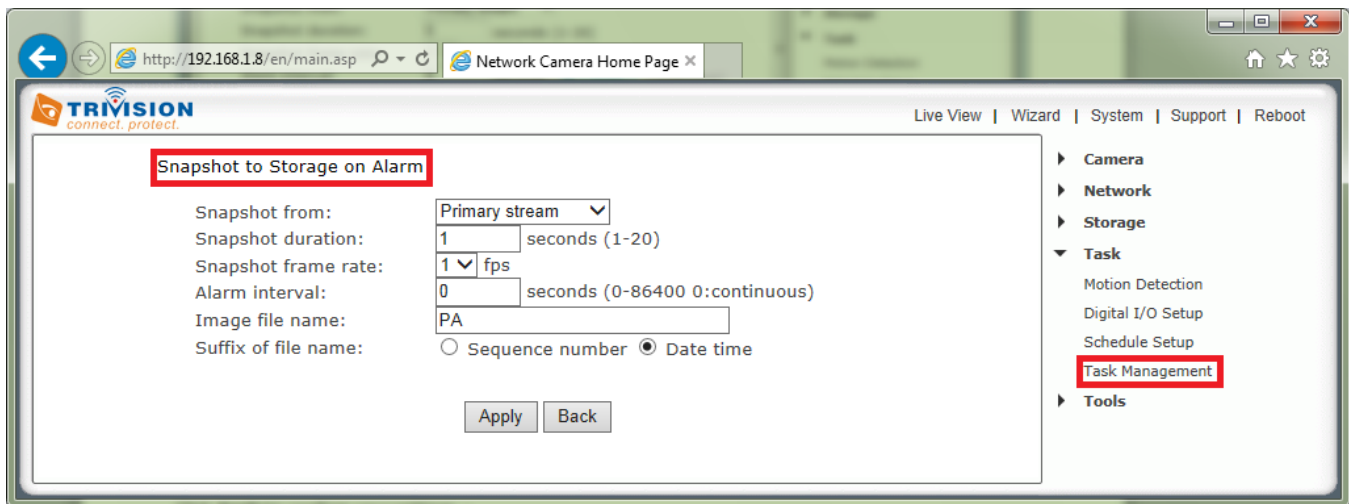 http://192.168.1.8/en/main.asp
Network Camera Home Page
TRIVISION
connect. protect.
Live View | Wizard | System | Support | Reboot
Snapshot to Storage on Alarm
Snapshot from: Primary stream
Snapshot duration: 1 seconds (1-20)
Snapshot frame rate: 1 fps
Alarm interval: 0 seconds (0-86400 0:continuous)
Image file name: PA
Suffix of file name: Sequence number Date time
Apply Back
Camera
Network
Storage
Task
Motion Detection
Digital I/O Setup
Schedule Setup
Task Management
Tools